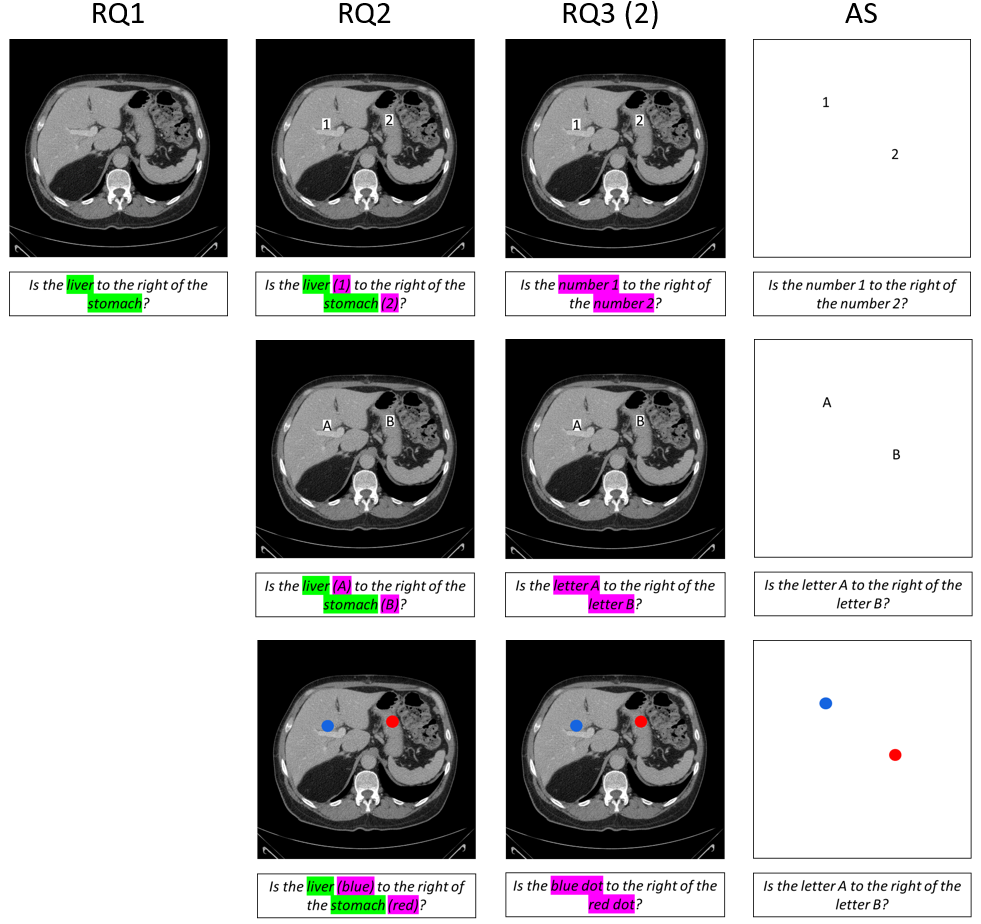 RQ1
RQ2
RQ3 (2)
AS
1
2
1
2
1
2
Is the liver to the right of the
stomach?
Is the liver (1) to the right of the
stomach (2)?
Is the number 1 to the right of
the number 2?
Is the number 1 to the right of
the number 2?
A
B
A
B
A
B
Is the liver (A) to the right of the
stomach (B)?
Is the letter A to the right of the
letter B?
Is the letter A to the right of the
letter B?
Is the liver (blue) to the right of
the stomach (red)?
Is the blue dot to the right of the
red dot?
Is the letter A to the right of the
letter B?